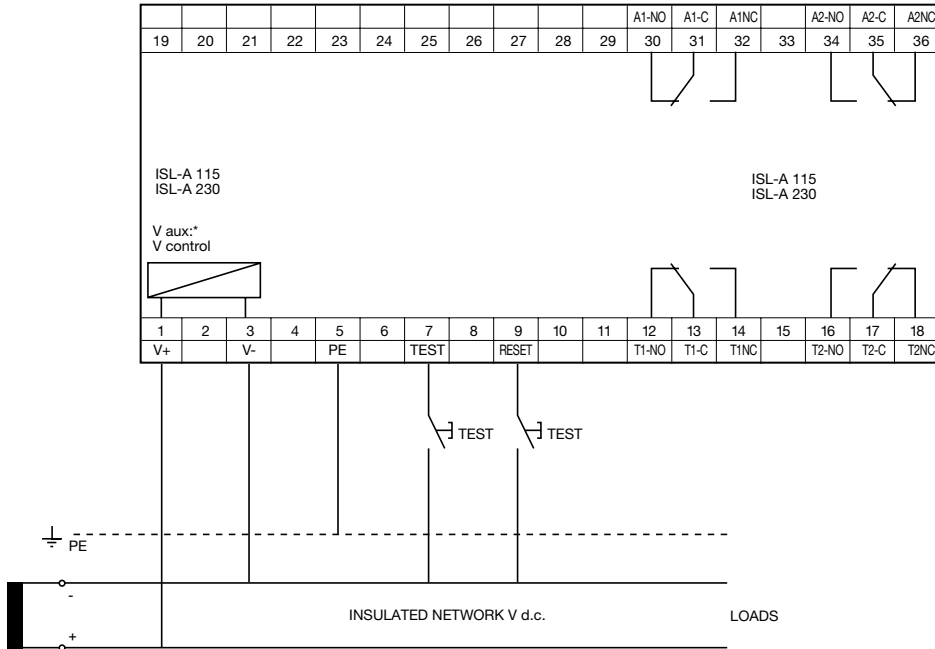 A1-NO A1-C A1NC A2-NO A2-C A2NC
19 20 21 22 23 24 25 26 27 28 29 30 31 32 33 34 35 36
ISL-A 115
ISL-A 230
ISL-A 115
ISL-A 230
V aux:*
V control
1 2 3 4 5 6 7 8 9 10 11 12 13 14 15 16 17 18
V+ V- PE TEST RESET T1-NO T1-C T1NC T2-NO T2-C T2NC
TEST TEST
PE
-
INSULATED NETWORK V d.c. LOADS
+